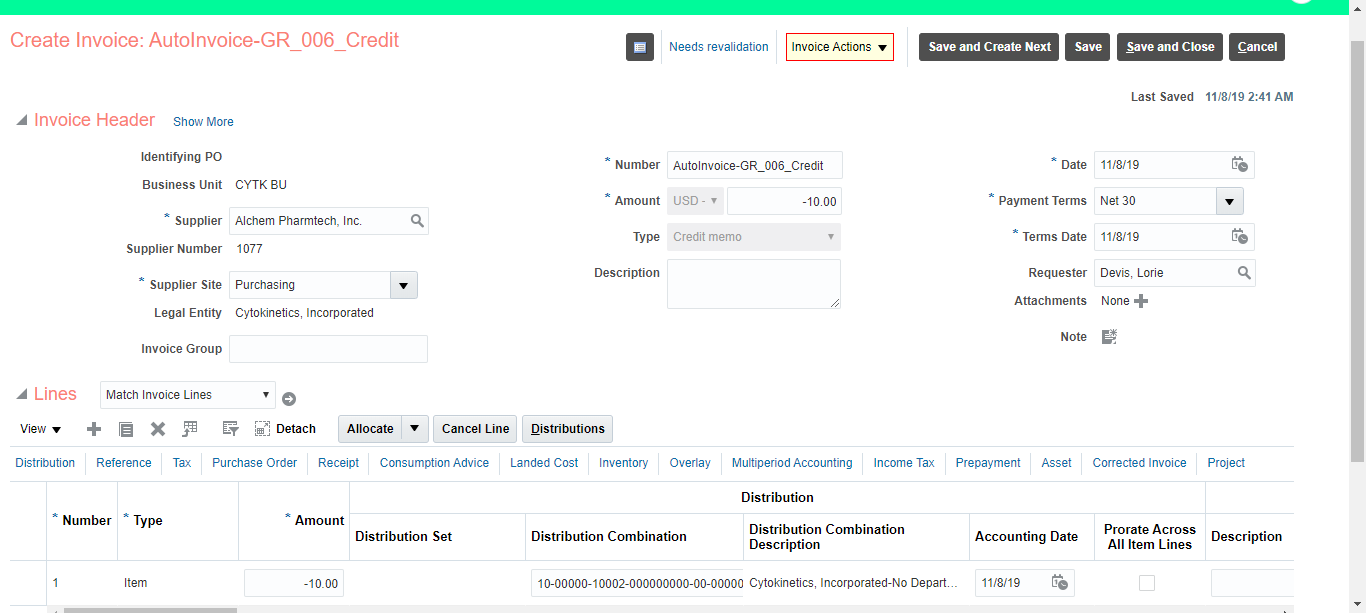 Create Invoice: AutoInvoice-GR_006_Credit
Needs revalidation
Invoice Actions
Save and Create Next
Save
Save and Close
Cancel
Last Saved 11/8/19 2:41 AM
Invoice Header Show More
Identifying PO
Business Unit CYTK BU
* Supplier Alchem Pharmtech, Inc.
Supplier Number 1077
* Supplier Site Purchasing
Legal Entity Cytokinetics, Incorporated
Invoice Group
* Number AutoInvoice-GR_006_Credit
* Amount USD - -10.00
Type Credit memo
Description
* Date 11/8/19
* Payment Terms Net 30
* Terms Date 11/8/19
Requester Devis, Lorie
Attachments None
Note
Lines Match Invoice Lines
View Detach Allocate Cancel Line Distributions
Distribution Reference Tax Purchase Order Receipt Consumption Advice Landed Cost Inventory Overlay Multiperiod Accounting Income Tax Prepayment Asset Corrected Invoice Project
Distribution
* Number * Type * Amount Distribution Set Distribution Combination Distribution Combination Description Accounting Date Prorate Across All Item Lines Description
1 Item -10.00 10-00000-10002-000000000-00-00000 Cytokinetics, Incorporated-No Depart... 11/8/19